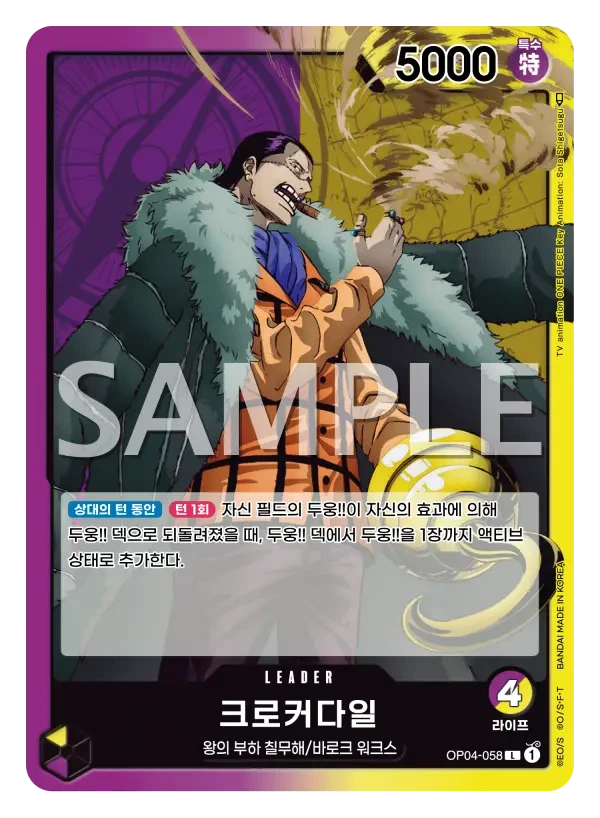 5000
특수
特
TV animation ONE PIECE Key Animation: Sota Shigetsugu
SAMPLE
상대의 턴 동안 턴 1회 자신 필드의 두웅!!이 자신의 효과에 의해
두웅!! 덱으로 되돌려졌을 때, 두웅!! 덱에서 두웅!!을 1장까지 액티브
상태로 추가한다.
LEADER
크로커다일
왕의 부하 칠무해/바로크 워크스
4
라이프
OP04-058 L 1
©EO/S ©O/S·F·T BANDAI MADE IN KOREA